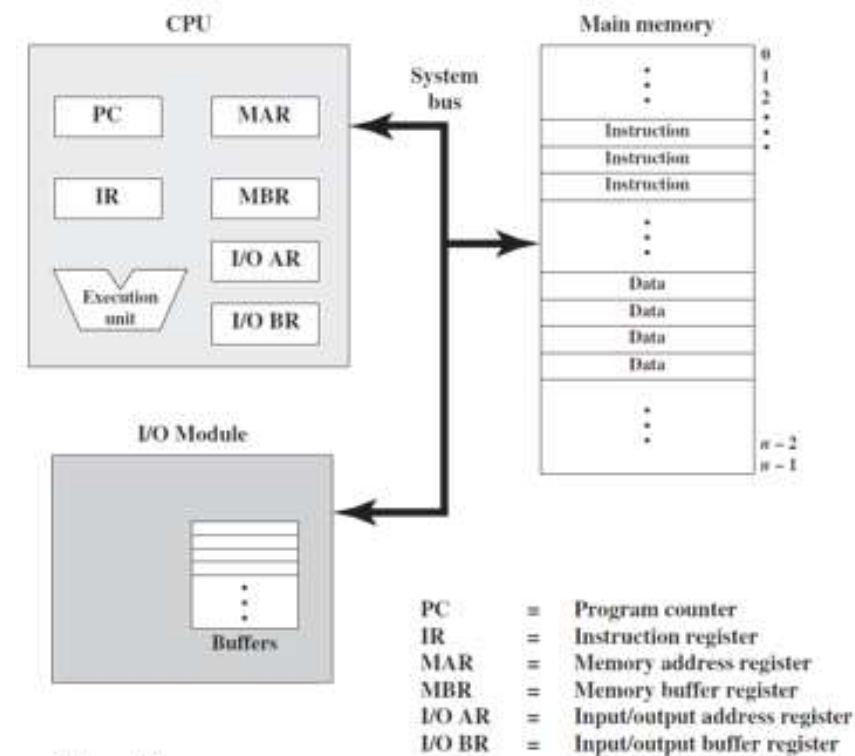 CPU
PC
MAR
IR
MBR
I/O AR
Execution
unit
I/O BR
System
bus
Main memory
0
1
2
Instruction
Instruction
Instruction
Data
Data
Data
Data
n – 2
n – 1
I/O Module
Buffers
PC = Program counter
IR = Instruction register
MAR = Memory address register
MBR = Memory buffer register
I/O AR = Input/output address register
I/O BR = Input/output buffer register